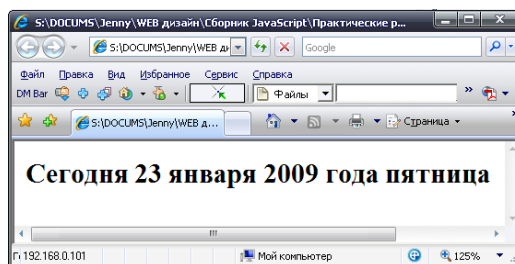 S:\DOCUMS\Jenny\WEB дизайн\Сборник JavaScript\Практические р...
S:\DOCUMS\Jenny\WEB ди
Google
Файл Правка Вид Избранное Сервис Справка
DM Bar Файлы »
S:\DOCUMS\Jenny\WEB д... Страница
Сегодня 23 января 2009 года пятница
192.168.0.101 Мой компьютер 125%